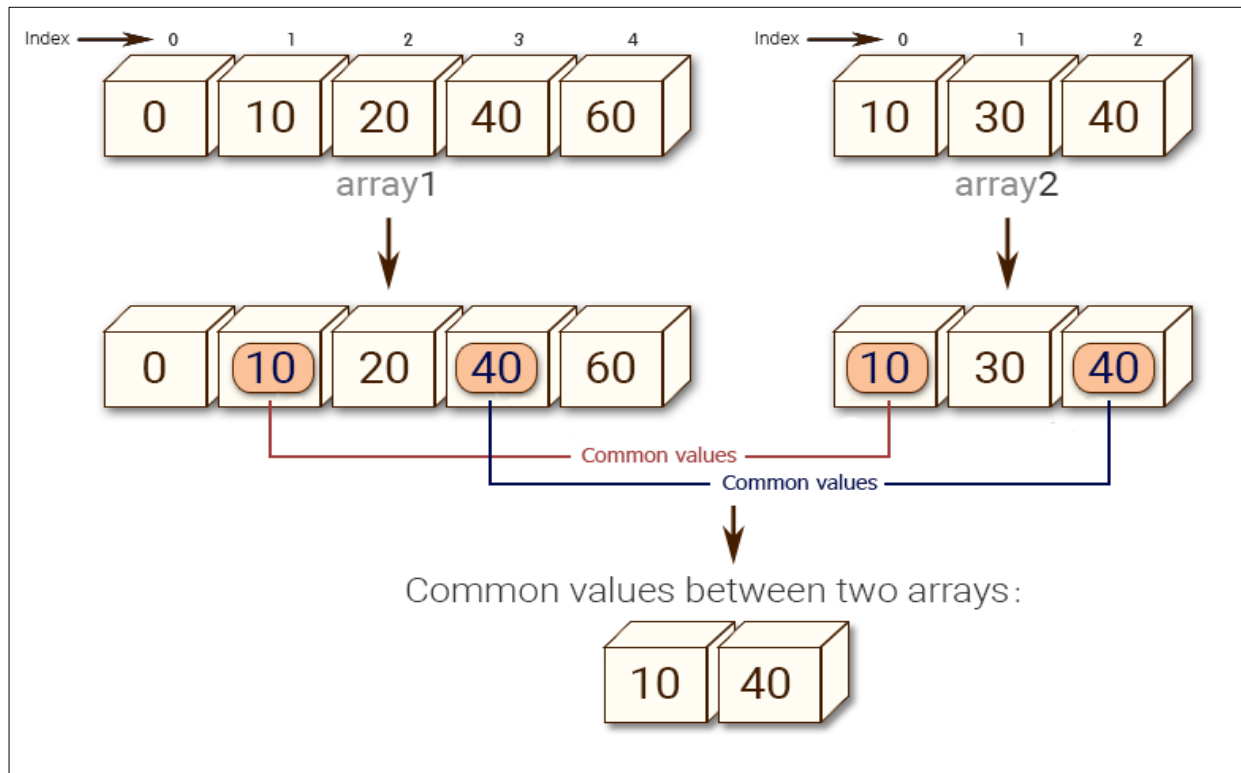 Index 0 1 2 3 4
Index 0 1 2
0 10 20 40 60
10 30 40
array1
array2
0 10 20 40 60
10 30 40
Common values
Common values
Common values between two arrays:
10 40